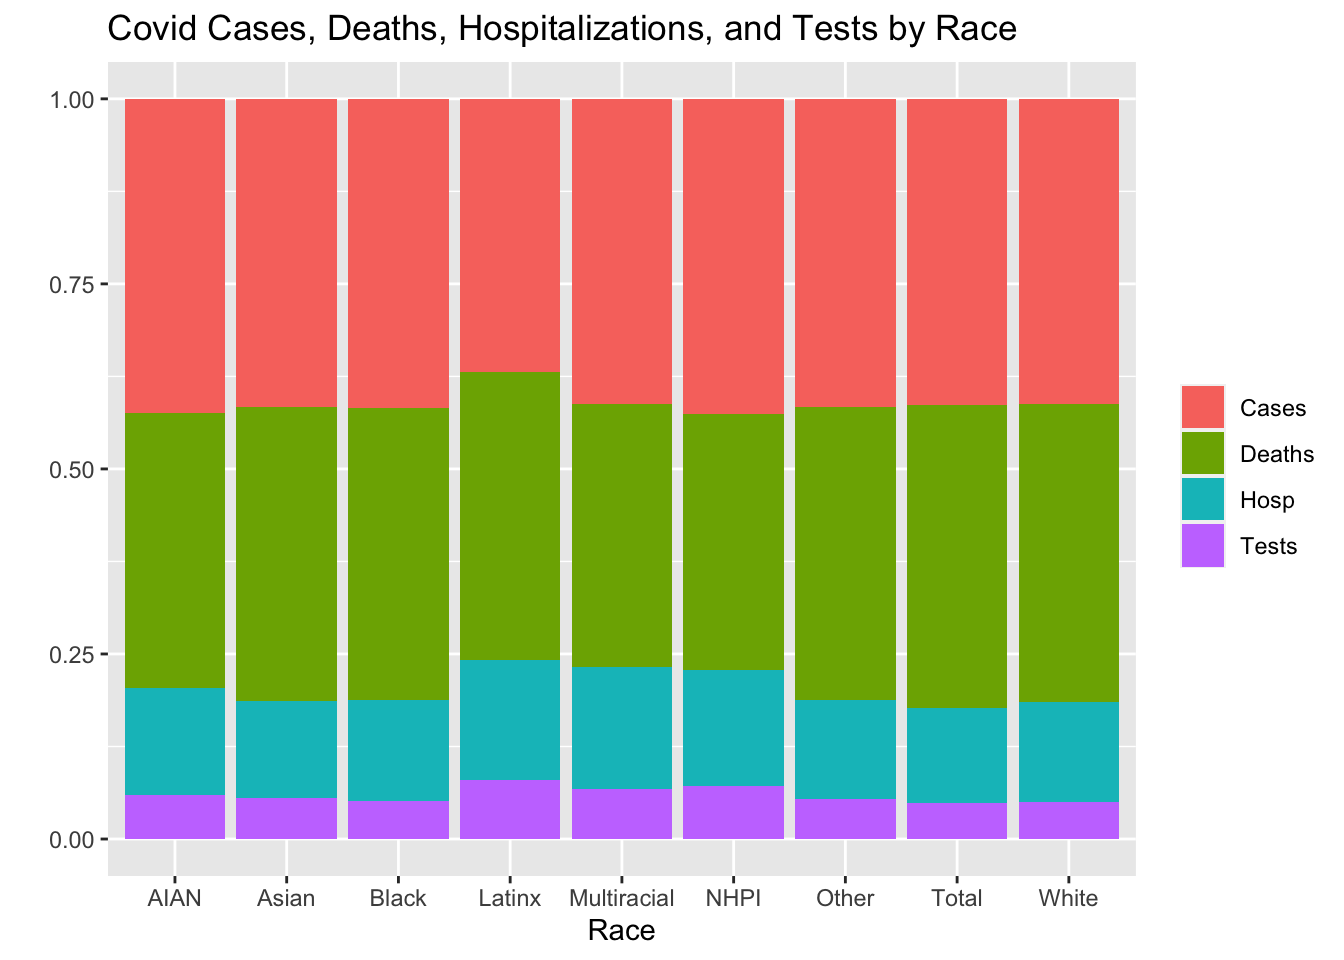 Covid Cases, Deaths, Hospitalizations, and Tests by Race
1.00
0.75
0.50
0.25
0.00
AIAN Asian Black Latinx Multiracial NHPI Other Total White
Race
Cases
Deaths
Hosp
Tests